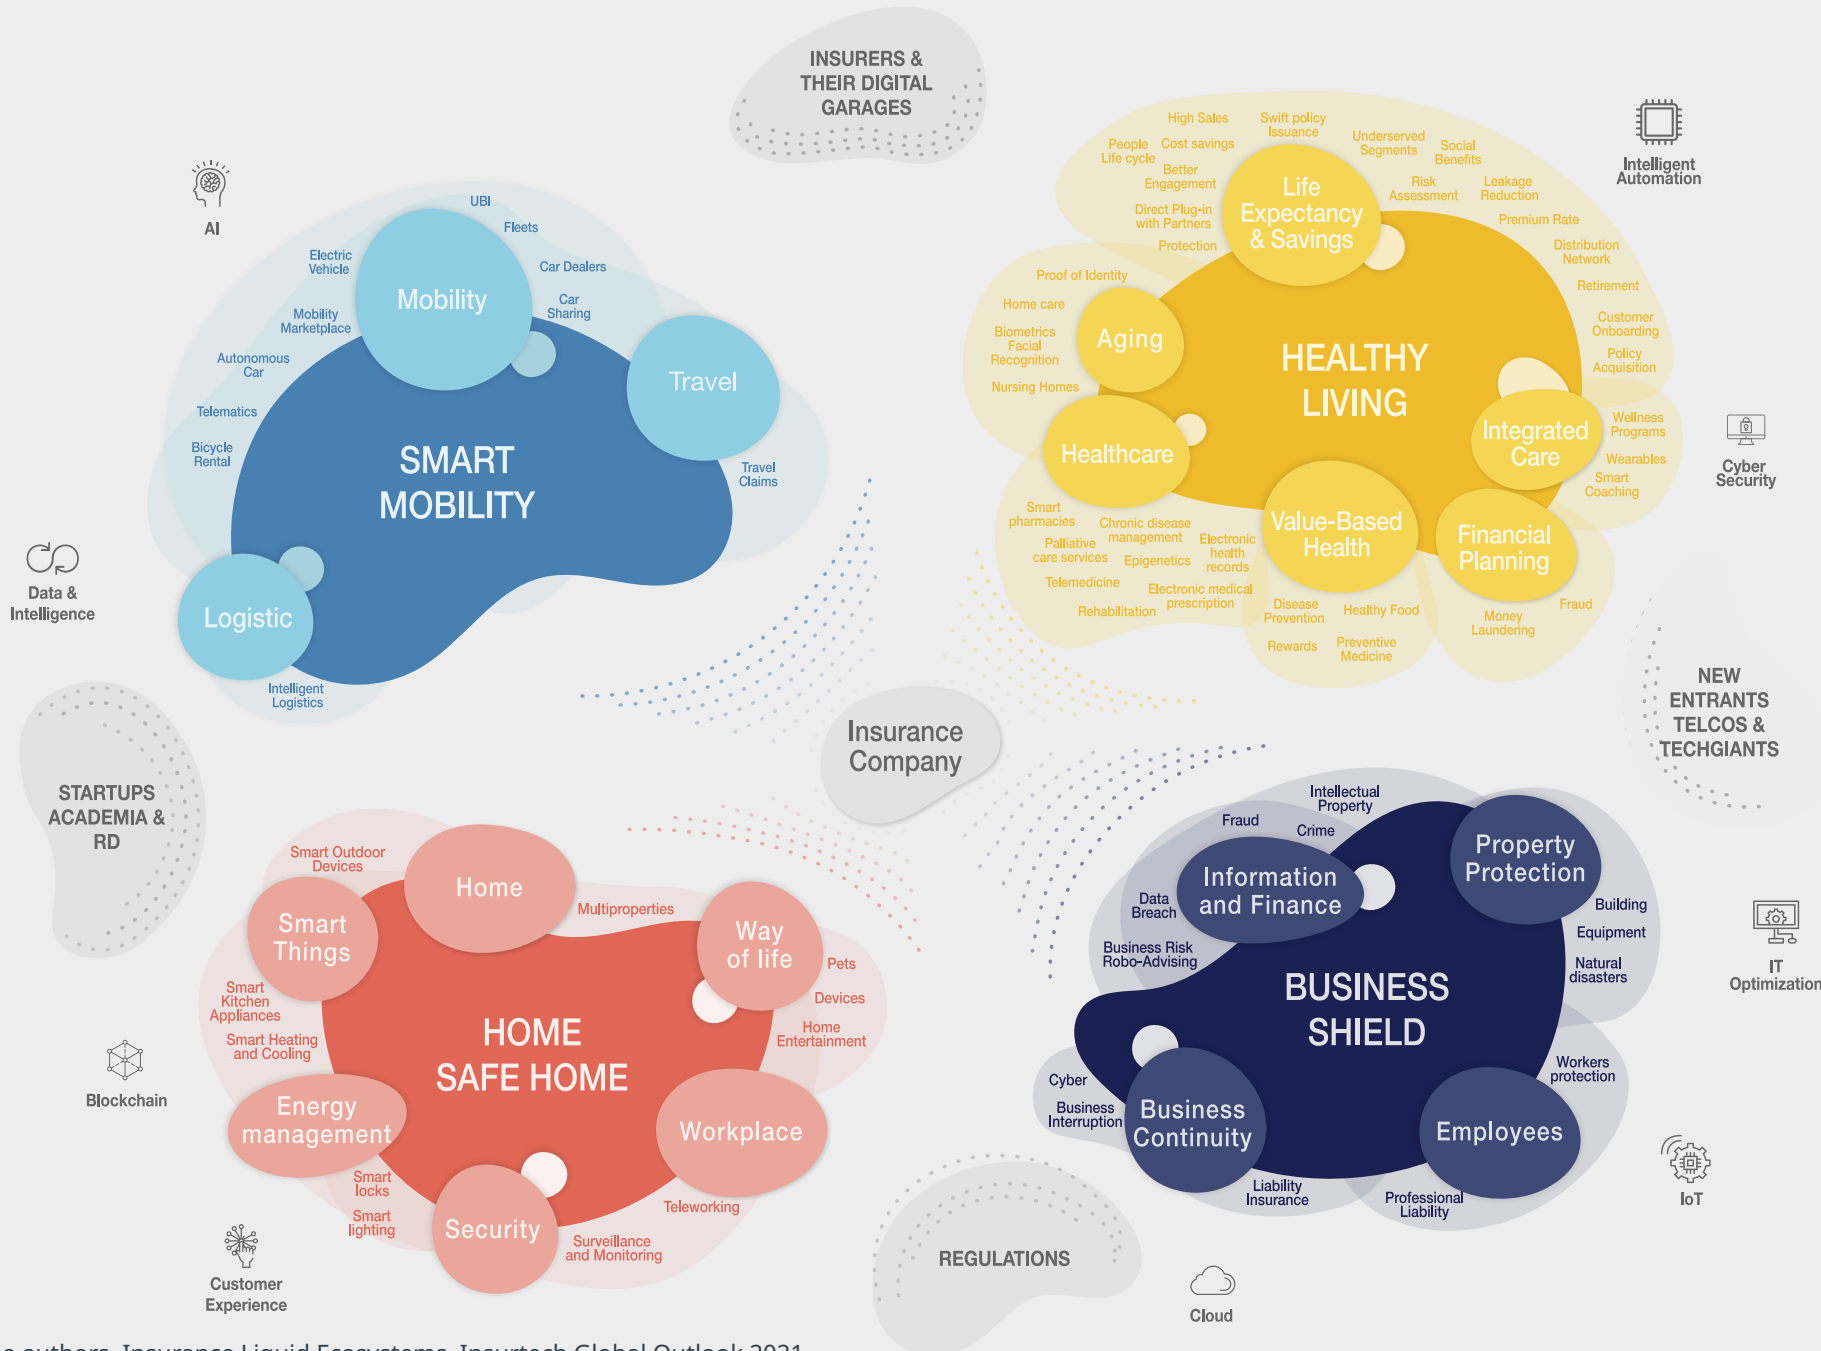 INSURERS &
THEIR DIGITAL
GARAGES
AI
Data &
Intelligence
STARTUPS
ACADEMIA &
RD
Blockchain
Customer
Experience
UBI
Fleets
Electric
Vehicle
Car Dealers
Car
Sharing
Mobility
Marketplace
Autonomous
Car
Telematics
Bicycle
Rental
Mobility
Travel
SMART
MOBILITY
Travel
Claims
Logistic
Intelligent
Logistics
High Sales
Swift policy
Issuance
Underserved
Segments
Social
Benefits
People
Life cycle
Cost savings
Better
Engagement
Risk
Assessment
Leakage
Reduction
Direct Plug-in
with Partners
Premium Rate
Protection
Distribution
Network
Retirement
Customer
Onboarding
Policy
Acquisition
Life
Expectancy
& Savings
Proof of Identity
Home care
Biometrics
Facial
Recognition
Nursing Homes
Aging
HEALTHY
LIVING
Healthcare
Integrated
Care
Wellness
Programs
Wearables
Smart
Coaching
Value-Based
Health
Financial
Planning
Smart
pharmacies
Chronic disease
management
Palliative
care services
Epigenetics
Electronic
health
records
Telemedicine
Electronic medical
prescription
Rehabilitation
Disease
Prevention
Healthy Food
Rewards
Preventive
Medicine
Money
Laundering
Fraud
Intelligent
Automation
Cyber
Security
NEW
ENTRANTS
TELCOS &
TECHGIANTS
IT
Optimization
IoT
Cloud
Insurance
Company
Smart Outdoor
Devices
Home
Multiproperties
Smart
Things
Way
of life
Pets
Devices
Home
Entertainment
Smart
Kitchen
Appliances
Smart Heating
and Cooling
HOME
SAFE HOME
Energy
management
Workplace
Smart
locks
Smart
lighting
Security
Teleworking
Surveillance
and Monitoring
Intellectual
Property
Fraud
Crime
Information
and Finance
Property
Protection
Data
Breach
Business Risk
Robo-Advising
Building
Equipment
Natural
disasters
BUSINESS
SHIELD
Cyber
Business
Interruption
Business
Continuity
Employees
Workers
protection
Liability
Insurance
Professional
Liability
REGULATIONS
authors. Insurance Liquid Ecosystems. Insurtech Global Outlook 2021